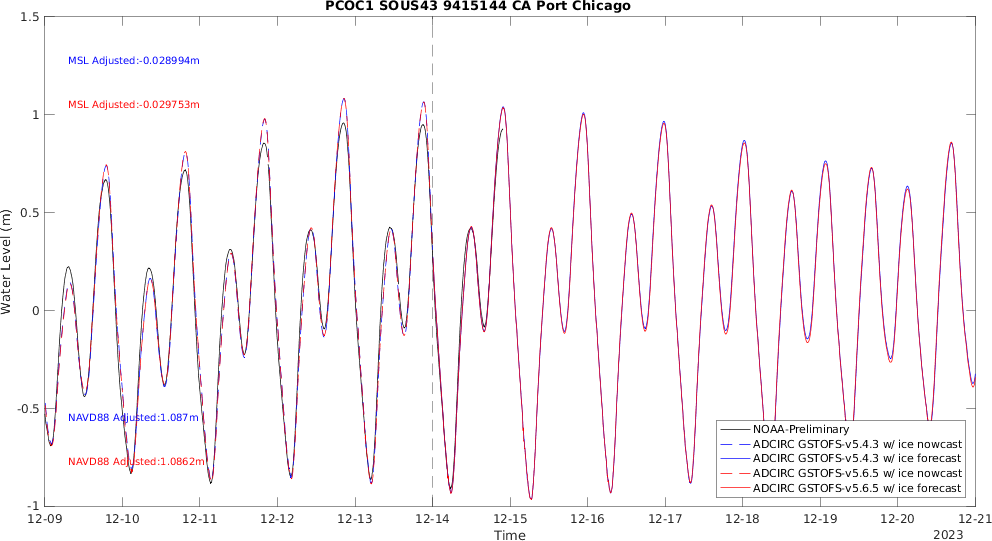 PCOC1 SOUS43 9415144 CA Port Chicago
1.5
MSL Adjusted:-0.028994m
MSL Adjusted:-0.029753m
1
0.5
Water Level (m)
0
-0.5
NAVD88 Adjusted:1.087m
NAVD88 Adjusted:1.0862m
-1
NOAA-Preliminary
ADCIRC GSTOFS-v5.4.3 w/ ice nowcast
ADCIRC GSTOFS-v5.4.3 w/ ice forecast
ADCIRC GSTOFS-v5.6.5 w/ ice nowcast
ADCIRC GSTOFS-v5.6.5 w/ ice forecast
12-09 12-10 12-11 12-12 12-13 12-14 12-15 12-16 12-17 12-18 12-19 12-20 12-21
Time
2023